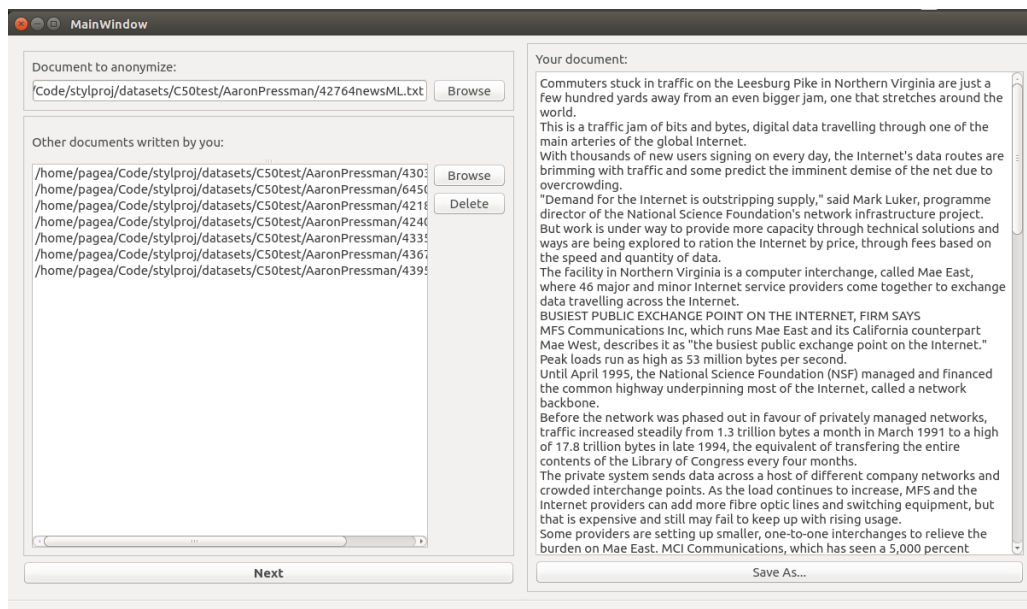 MainWindow
Document to anonymize:
'Code/stylproj/datasets/C50test/AaronPressman/42764newsML.txt
Browse
Other documents written by you:
/home/pagea/Code/stylproj/datasets/C50test/AaronPressman/4303
/home/pagea/Code/stylproj/datasets/C50test/AaronPressman/6450
/home/pagea/Code/stylproj/datasets/C50test/AaronPressman/4218
/home/pagea/Code/stylproj/datasets/C50test/AaronPressman/4240
/home/pagea/Code/stylproj/datasets/C50test/AaronPressman/4335
/home/pagea/Code/stylproj/datasets/C50test/AaronPressman/4367
/home/pagea/Code/stylproj/datasets/C50test/AaronPressman/4395
Browse
Delete
Next
Your document:
Commuters stuck in traffic on the Leesburg Pike in Northern Virginia are just a
few hundred yards away from an even bigger jam, one that stretches around the
world.
This is a traffic jam of bits and bytes, digital data travelling through one of the
main arteries of the global Internet.
With thousands of new users signing on every day, the Internet's data routes are
brimming with traffic and some predict the imminent demise of the net due to
overcrowding.
"Demand for the Internet is outstripping supply," said Mark Luker, programme
director of the National Science Foundation's network infrastructure project.
But work is under way to provide more capacity through technical solutions and
ways are being explored to ration the Internet by price, through fees based on
the speed and quantity of data.
The facility in Northern Virginia is a computer interchange, called Mae East,
where 46 major and minor Internet service providers come together to exchange
data travelling across the Internet.
BUSIEST PUBLIC EXCHANGE POINT ON THE INTERNET, FIRM SAYS
MFS Communications Inc, which runs Mae East and its California counterpart
Mae West, describes it as "the busiest public exchange point on the Internet."
Peak loads run as high as 53 million bytes per second.
Until April 1995, the National Science Foundation (NSF) managed and financed
the common highway underpinning most of the Internet, called a network
backbone.
Before the network was phased out in favour of privately managed networks,
traffic increased steadily from 1.3 trillion bytes a month in March 1991 to a high
of 17.8 trillion bytes in late 1994, the equivalent of transfering the entire
contents of the Library of Congress every four months.
The private system sends data across a host of different company networks and
crowded interchange points. As the load continues to increase, MFS and the
Internet providers can add more fibre optic lines and switching equipment, but
that is expensive and still may fail to keep up with rising usage.
Some providers are setting up smaller, one-to-one interchanges to relieve the
burden on Mae East. MCI Communications, which has seen a 5,000 percent
Save As...